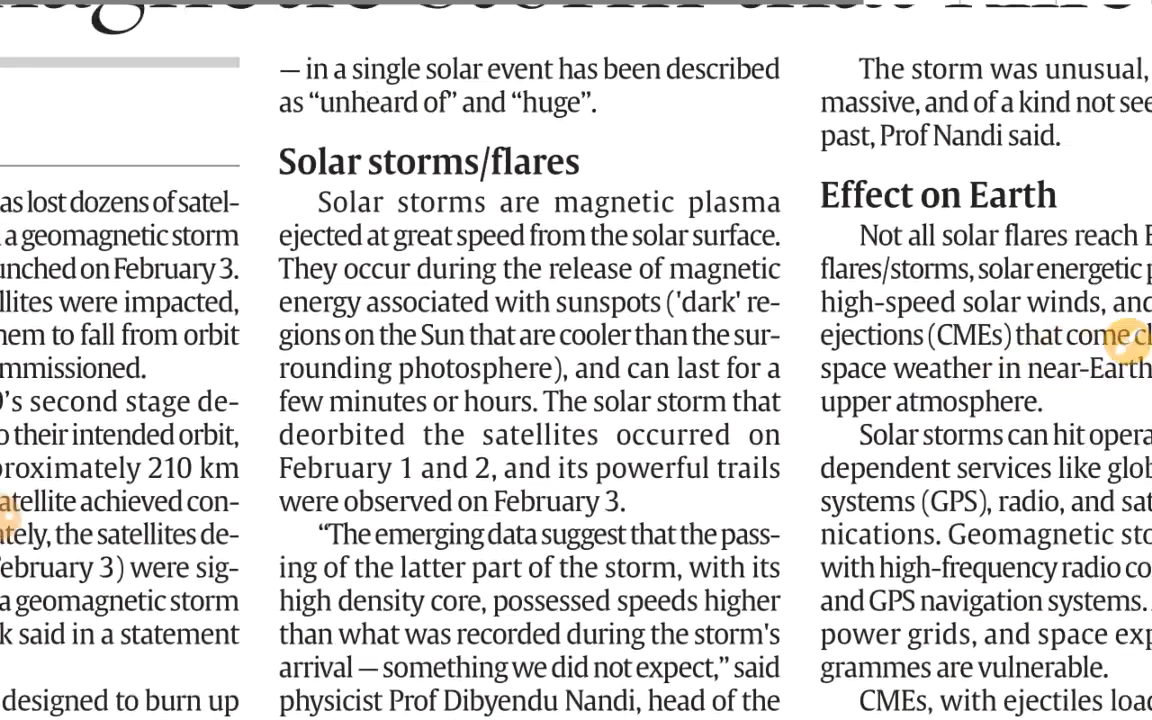 as lost dozens of satel-
a geomagnetic storm
unched on February 3.
llites were impacted,
hem to fall from orbit
mmissioned.
's second stage de-
o their intended orbit,
proximately 210 km
atellite achieved con-
ately, the satellites de-
ebruary 3) were sig-
a geomagnetic storm
k said in a statement
designed to burn up
— in a single solar event has been described
as “unheard of” and “huge”.
Solar storms/flares
Solar storms are magnetic plasma
ejected at great speed from the solar surface.
They occur during the release of magnetic
energy associated with sunspots ('dark' re-
gions on the Sun that are cooler than the sur-
rounding photosphere), and can last for a
few minutes or hours. The solar storm that
deorbited the satellites occurred on
February 1 and 2, and its powerful trails
were observed on February 3.
“The emerging data suggest that the pass-
ing of the latter part of the storm, with its
high density core, possessed speeds higher
than what was recorded during the storm's
arrival — something we did not expect,” said
physicist Prof Dibyendu Nandi, head of the
The storm was unusual,
massive, and of a kind not see
past, Prof Nandi said.
Effect on Earth
Not all solar flares reach E
flares/storms, solar energetic p
high-speed solar winds, and
ejections (CMEs) that come cl
space weather in near-Earth
upper atmosphere.
Solar storms can hit opera
dependent services like glob
systems (GPS), radio, and sat
nications. Geomagnetic sto
with high-frequency radio co
and GPS navigation systems.
power grids, and space exp
grammes are vulnerable.
CMEs, with ejectiles load